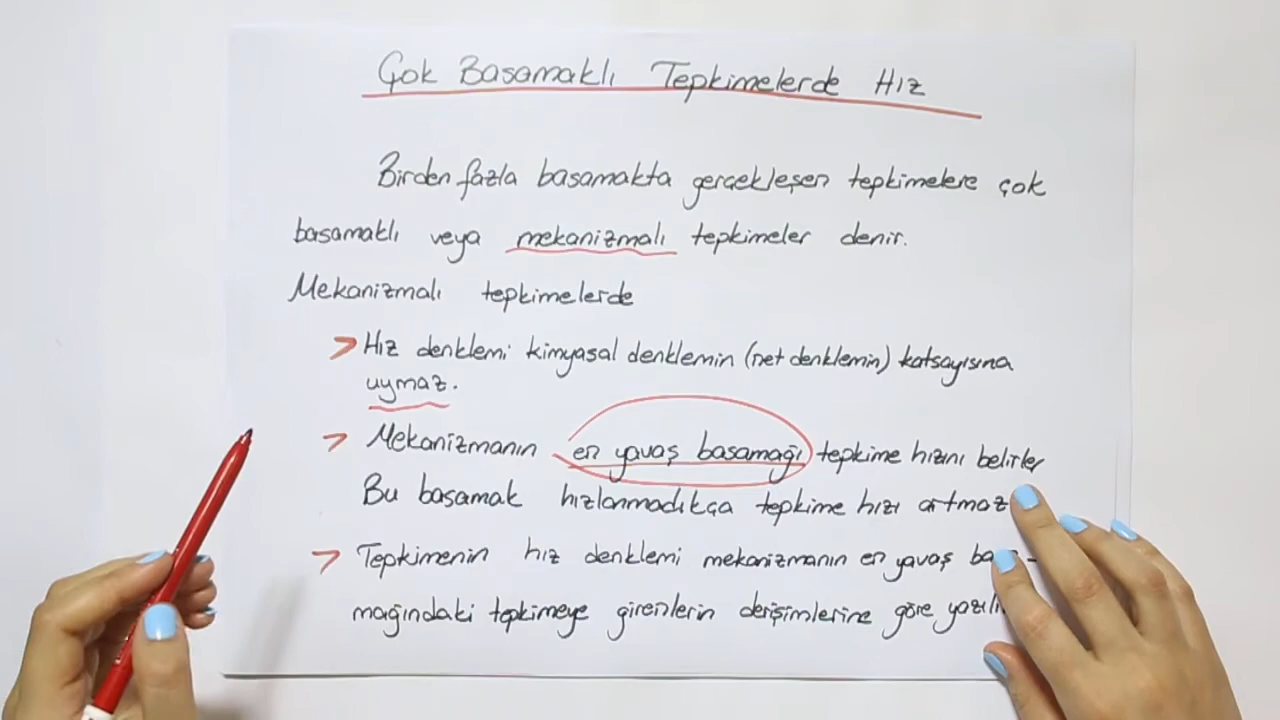 Çok Basamaklı Tepkimelerde Hız
Birden fazla basamakta gerçekleşen tepkimelere çok
basamaklı veya mekanizmalı tepkimeler denir.
Mekanizmalı tepkimelerde
> Hız denklemi kimyasal denklemin (net denklemin) katsayısına
uymaz.
> Mekanizmanın en yavaş basamağı tepkime hızını belirler
Bu basamak hızlanmadıkça tepkime hızı artmaz
> Tepkimenin hız denklemi mekanizmanın en yavaş
mağındaki tepkimeye girenlerin derişimlerine göre